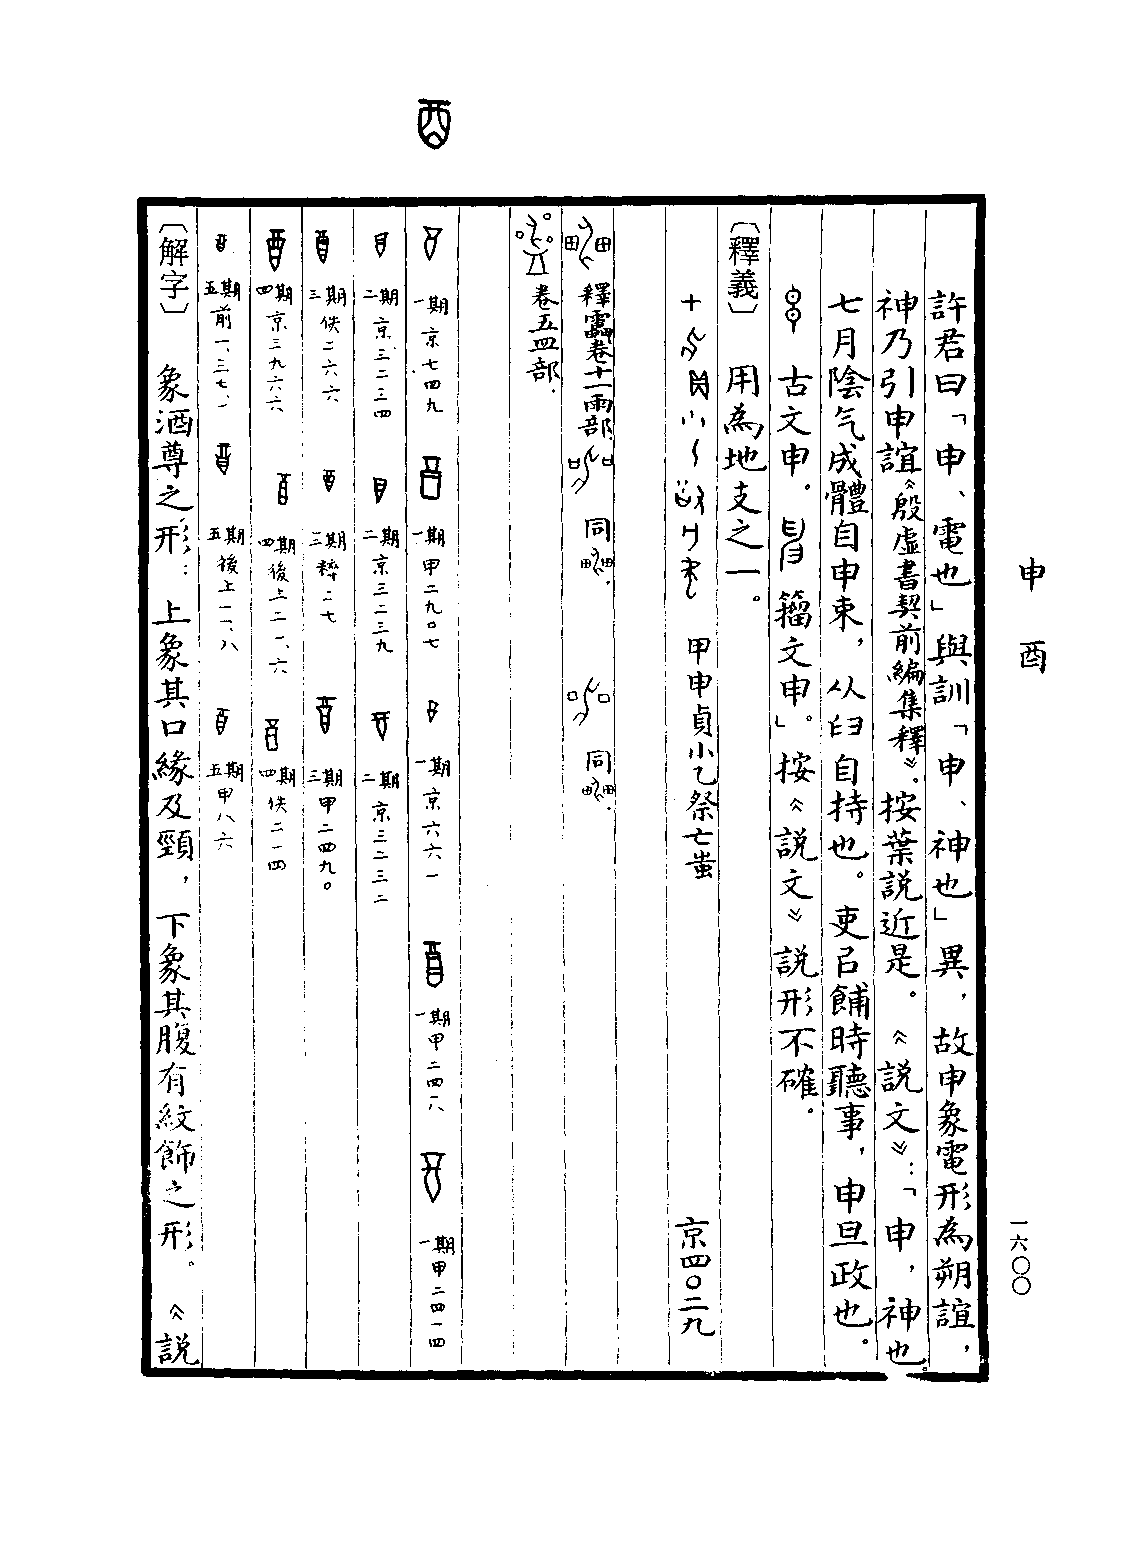 申 酉
一六〇〇
許君曰「申、電也」與訓「申、神也」異，故申象電形為朔誼，
神乃引申誼《殷虛書契前編集釋》。按葉説近是。《説文》：「申，神也。
七月陰气成體自申束，从𦥑自持也。吏㠯餔時聽事，申旦政也。
古文申。籀文申」。按《説文》説形不確。
〔釋義〕 用為地支之一。
甲申貞小乙祭亡𡆥 京四〇二九
釋靁卷十一雨部 同 同
卷五四部
一期京七四九 一期甲二九〇七 一期京六六一 一期甲二四八 一期甲二四一四
二期京三二三四 二期京三二三九 二期京三二三二
三期佚二六六 三期粹二七 三期甲二四九〇
四期京三九六六 四期後上二一、六 四期佚二一四
五期前一、三七、一 五期後上一一、八 五期甲八六
酉
〔解字〕 象酒尊之形：上象其口緣及頸，下象其腹有紋飾之形。《説